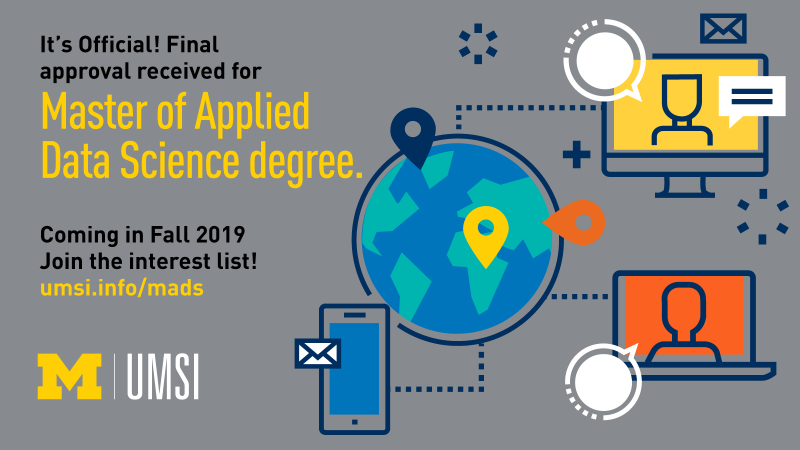 It's Official! Final
approval received for
Master of Applied
Data Science degree.
Coming in Fall 2019
Join the interest list!
umsi.info/mads
M | UMSI